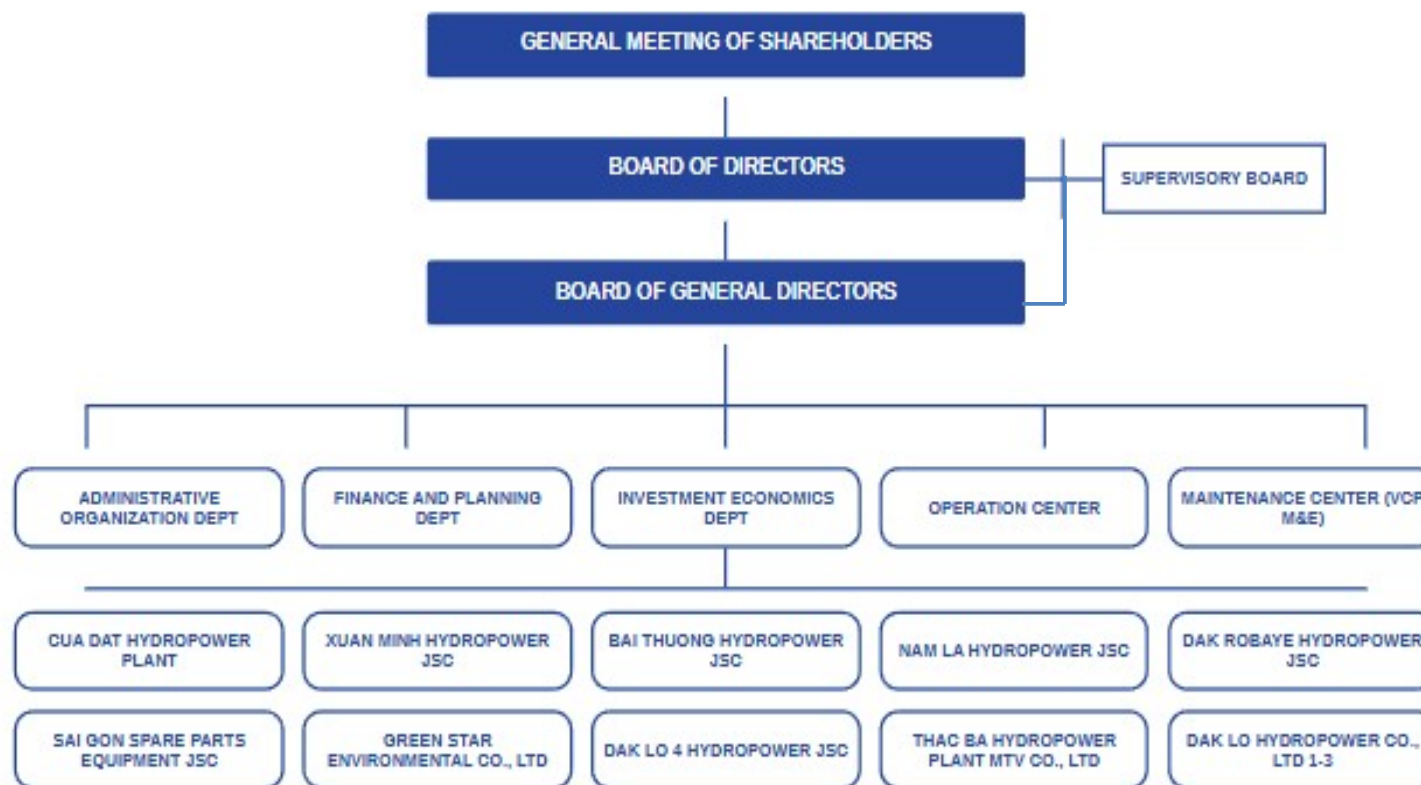 GENERAL MEETING OF SHAREHOLDERS
BOARD OF DIRECTORS
SUPERVISORY BOARD
BOARD OF GENERAL DIRECTORS
ADMINISTRATIVE
ORGANIZATION DEPT
FINANCE AND PLANNING
DEPT
INVESTMENT ECONOMICS
DEPT
OPERATION CENTER
MAINTENANCE CENTER (VCP
M&E)
CUA DAT HYDROPOWER
PLANT
XUAN MINH HYDROPOWER
JSC
BAI THUONG HYDROPOWER
JSC
NAM LA HYDROPOWER JSC
DAK ROBAYE HYDROPOWER
JSC
SAI GON SPARE PARTS
EQUIPMENT JSC
GREEN STAR
ENVIRONMENTAL CO., LTD
DAK LO 4 HYDROPOWER JSC
THAC BA HYDROPOWER
PLANT MTV CO., LTD
DAK LO HYDROPOWER CO.,
LTD 1-3